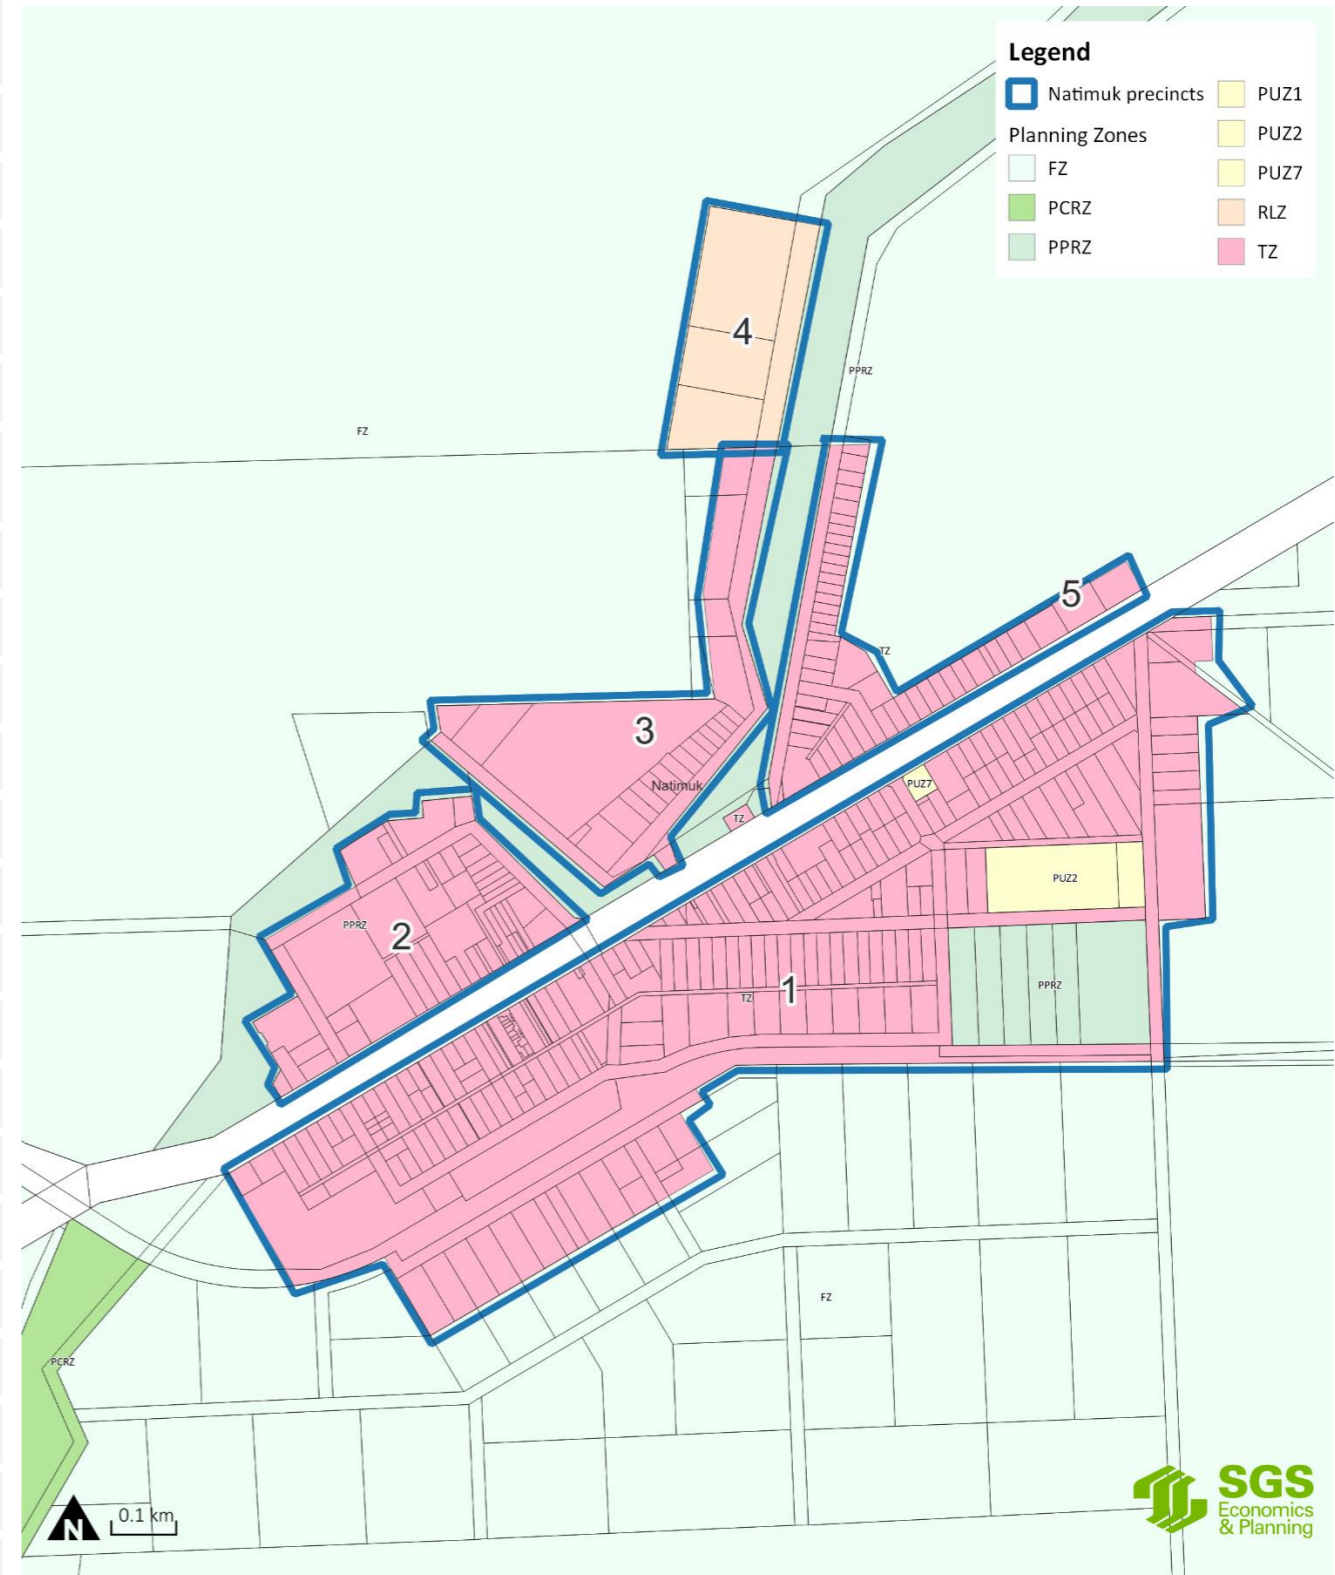 Legend
Natimuk precincts
Planning Zones
FZ
PCRZ
PPRZ
PUZ1
PUZ2
PUZ7
RLZ
TZ
4
PPRZ
FZ
5
TZ
3
Natimuk
PUZ7
TZ
PUZ2
PPRZ
2
PPRZ
1
TZ
FZ
PCRZ
N
0.1 km
SGS
Economics
& Planning